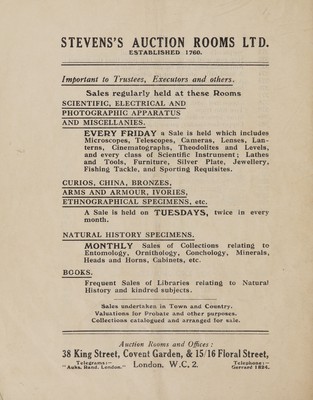 STEVENS'S AUCTION ROOMS LTD.
ESTABLISHED 1760.
Important to Trustees, Executors and others.
Sales regularly held at these Rooms
SCIENTIFIC, ELECTRICAL AND
PHOTOGRAPHIC APPARATUS
AND MISCELLANIES.
EVERY FRIDAY a Sale is held which includes
Microscopes, Telescopes, Cameras, Lenses, Lan-
terns, Cinematographs, Theodolites and Levels,
and every class of Scientific Instrument; Lathes
and Tools, Furniture, Silver Plate, Jewellery,
Fishing Tackle, and Sporting Requisites.
CURIOS, CHINA, BRONZES,
ARMS AND ARMOUR, IVORIES,
ETHNOGRAPHICAL SPECIMENS, etc.
A Sale is held on TUESDAYS, twice in every
month.
NATURAL HISTORY SPECIMENS.
MONTHLY Sales of Collections relating to
Entomology, Ornithology, Conchology, Minerals,
Heads and Horns, Cabinets, etc.
BOOKS.
Frequent Sales of Libraries relating to Natural
History and kindred subjects.
Sales undertaken in Town and Country.
Valuations for Probate and other purposes.
Collections catalogued and arranged for sale.
Auction Rooms and Offices:
38 King Street, Covent Garden, & 15/16 Floral Street,
Telegrams:— London, W.C.2. Telephone:—
"Auks, Rand, London." Gerrard 1824.